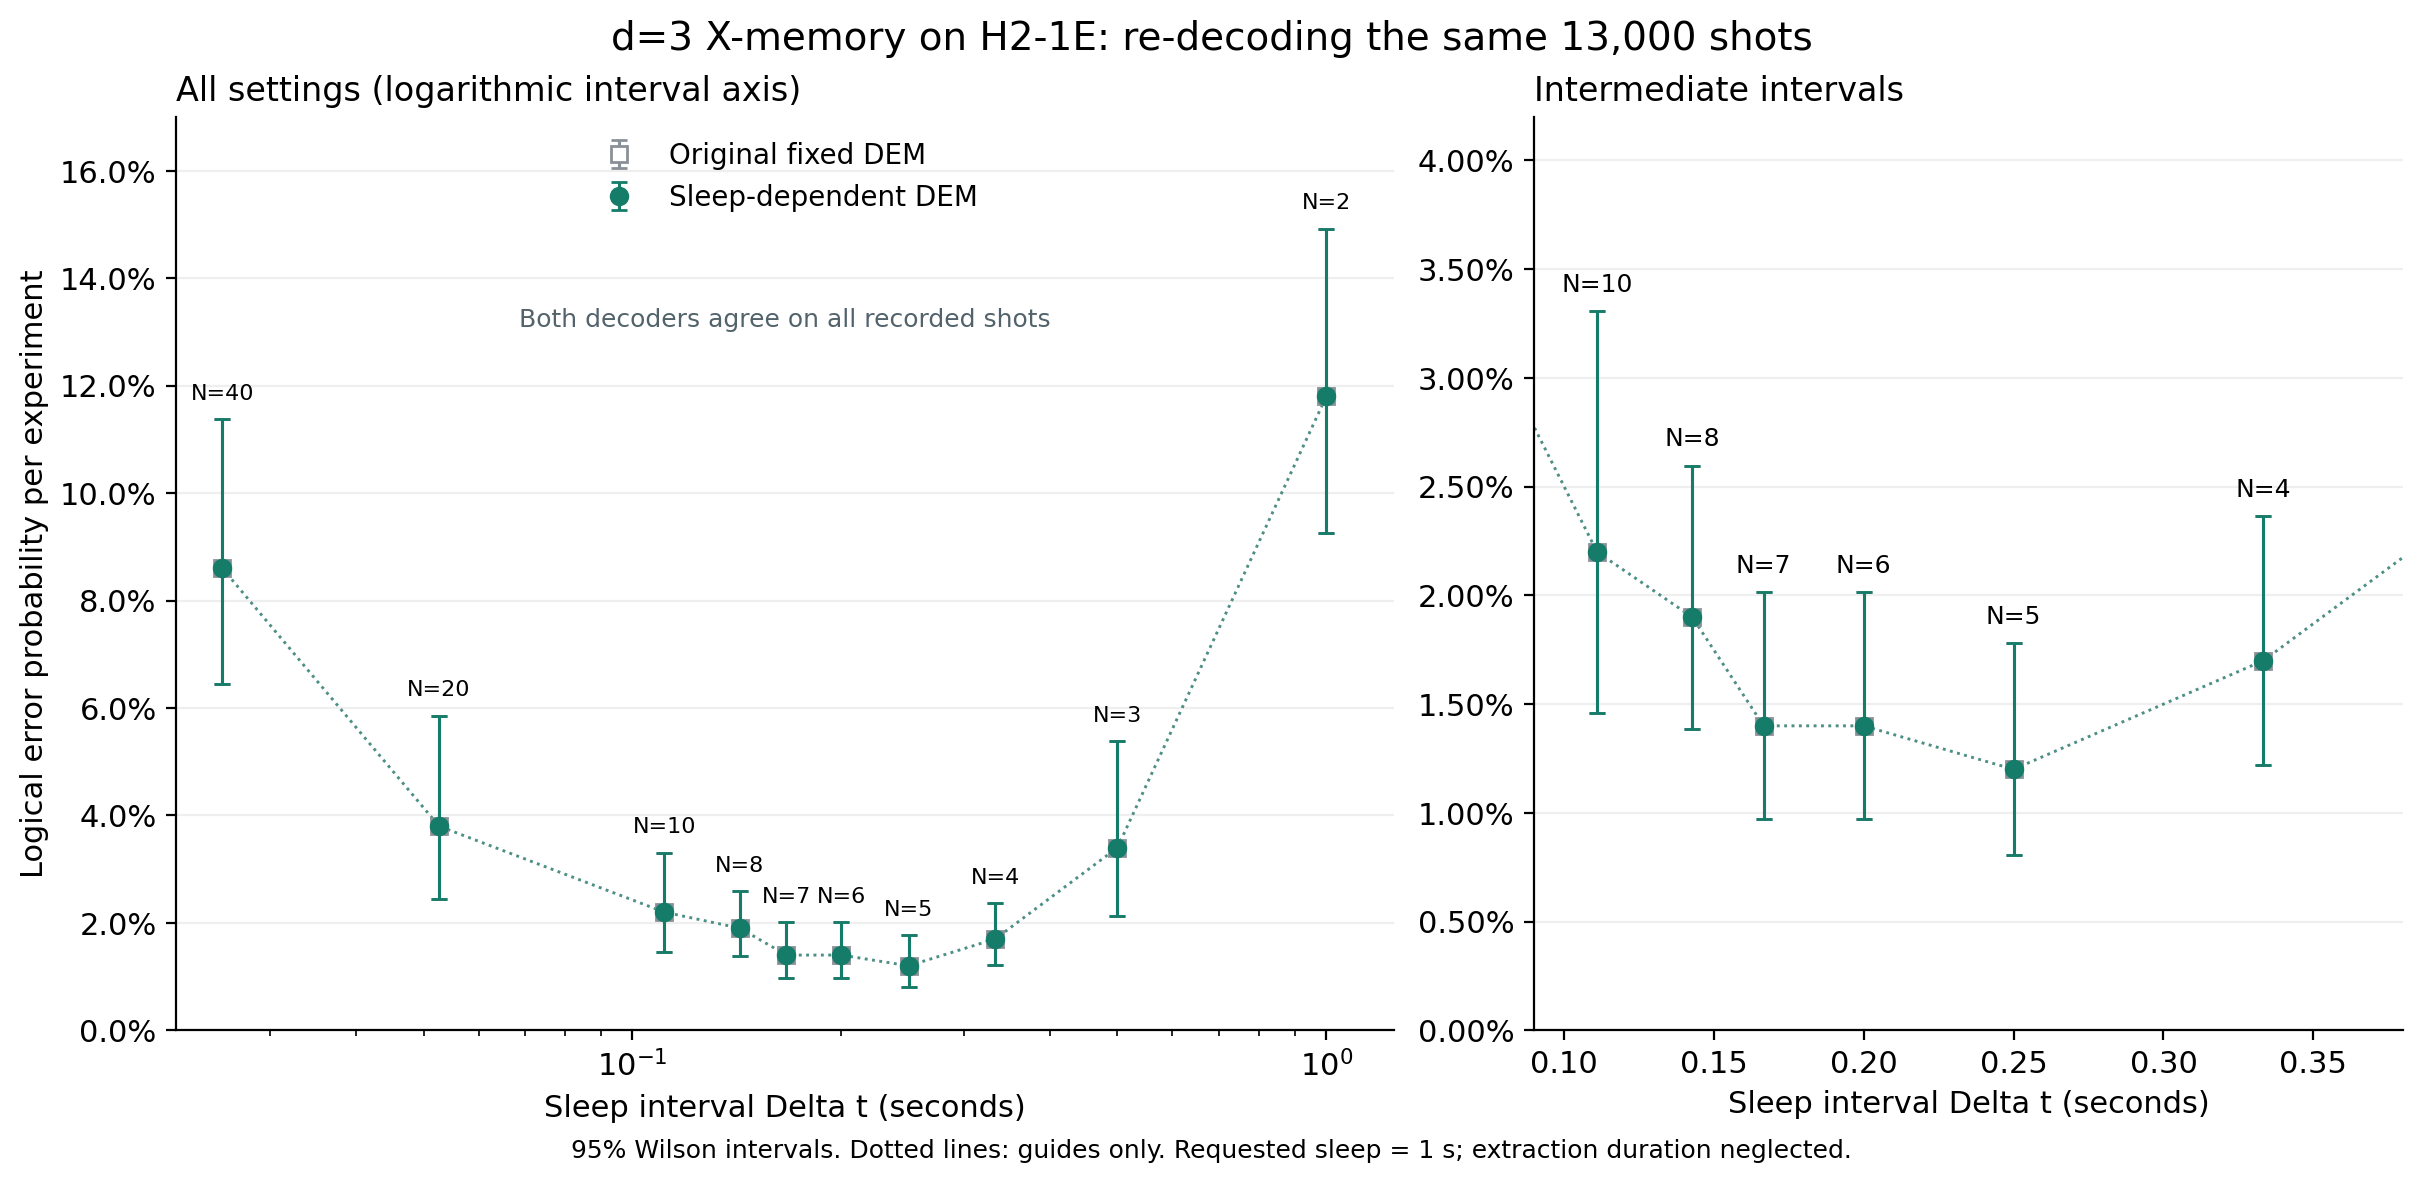 d=3 X-memory on H2-1E: re-decoding the same 13,000 shots
All settings (logarithmic interval axis)
Original fixed DEM
Sleep-dependent DEM
Both decoders agree on all recorded shots
Logical error probability per experiment
16.0%
14.0%
12.0%
10.0%
8.0%
6.0%
4.0%
2.0%
0.0%
N=40
N=20
N=10
N=8
N=7
N=6
N=5
N=4
N=3
N=2
10⁻¹
10⁰
Sleep interval Delta t (seconds)
Intermediate intervals
4.00%
3.50%
3.00%
2.50%
2.00%
1.50%
1.00%
0.50%
0.00%
N=10
N=8
N=7
N=6
N=5
N=4
0.10
0.15
0.20
0.25
0.30
0.35
Sleep interval Delta t (seconds)
95% Wilson intervals. Dotted lines: guides only. Requested sleep = 1 s; extraction duration neglected.